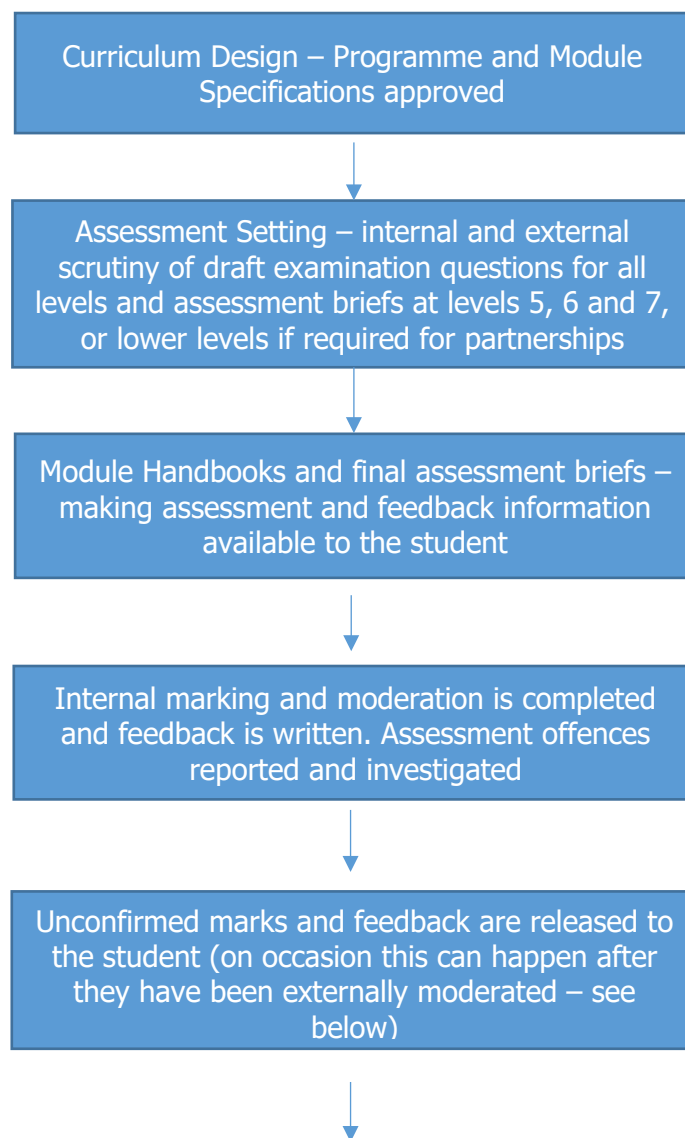 Curriculum Design – Programme and Module
Specifications approved
Assessment Setting – internal and external
scrutiny of draft examination questions for all
levels and assessment briefs at levels 5, 6 and 7,
or lower levels if required for partnerships
Module Handbooks and final assessment briefs –
making assessment and feedback information
available to the student
Internal marking and moderation is completed
and feedback is written. Assessment offences
reported and investigated
Unconfirmed marks and feedback are released to
the student (on occasion this can happen after
they have been externally moderated – see
below)